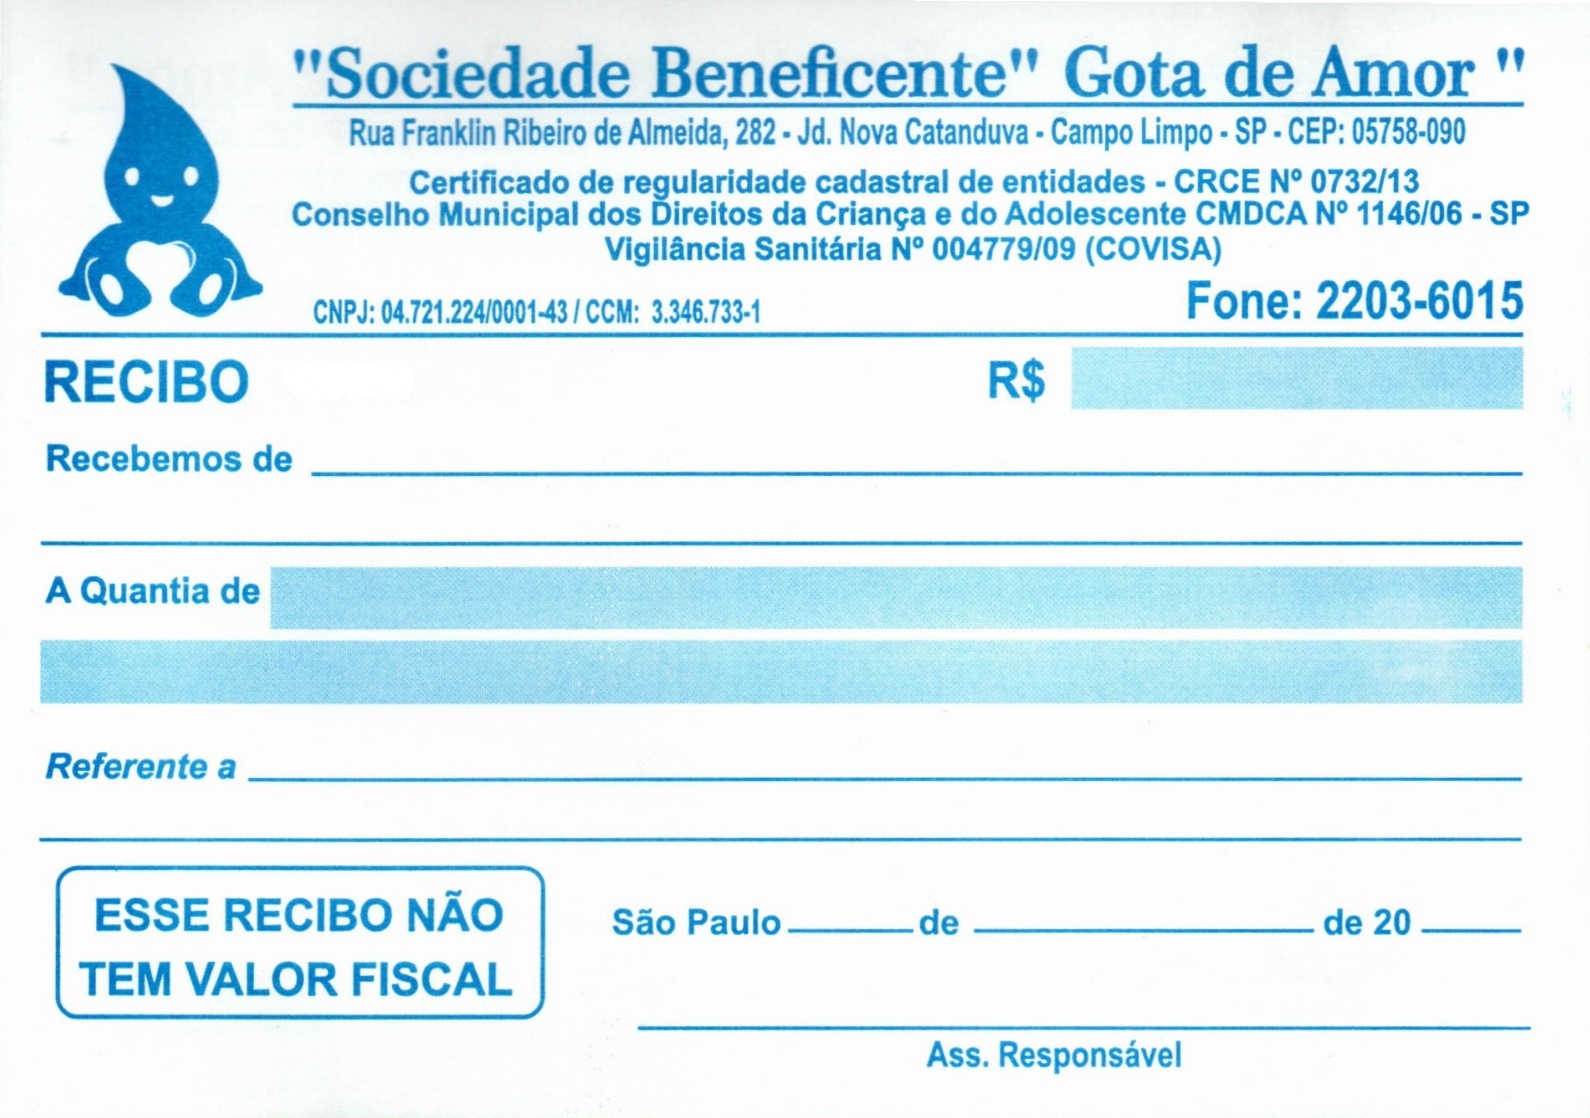 "Sociedade Beneficente" Gota de Amor "
Rua Franklin Ribeiro de Almeida, 282 - Jd. Nova Catanduva - Campo Limpo - SP - CEP: 05758-090
Certificado de regularidade cadastral de entidades - CRCE Nº 0732/13
Conselho Municipal dos Direitos da Criança e do Adolescente CMDCA Nº 1146/06 - SP
Vigilância Sanitária Nº 004779/09 (COVISA)
CNPJ: 04.721.224/0001-43 / CCM: 3.346.733-1
Fone: 2203-6015
RECIBO R$
Recebemos de
A Quantia de
Referente a
ESSE RECIBO NÃO
TEM VALOR FISCAL
São Paulo ____ de ____ de 20 ____
Ass. Responsável